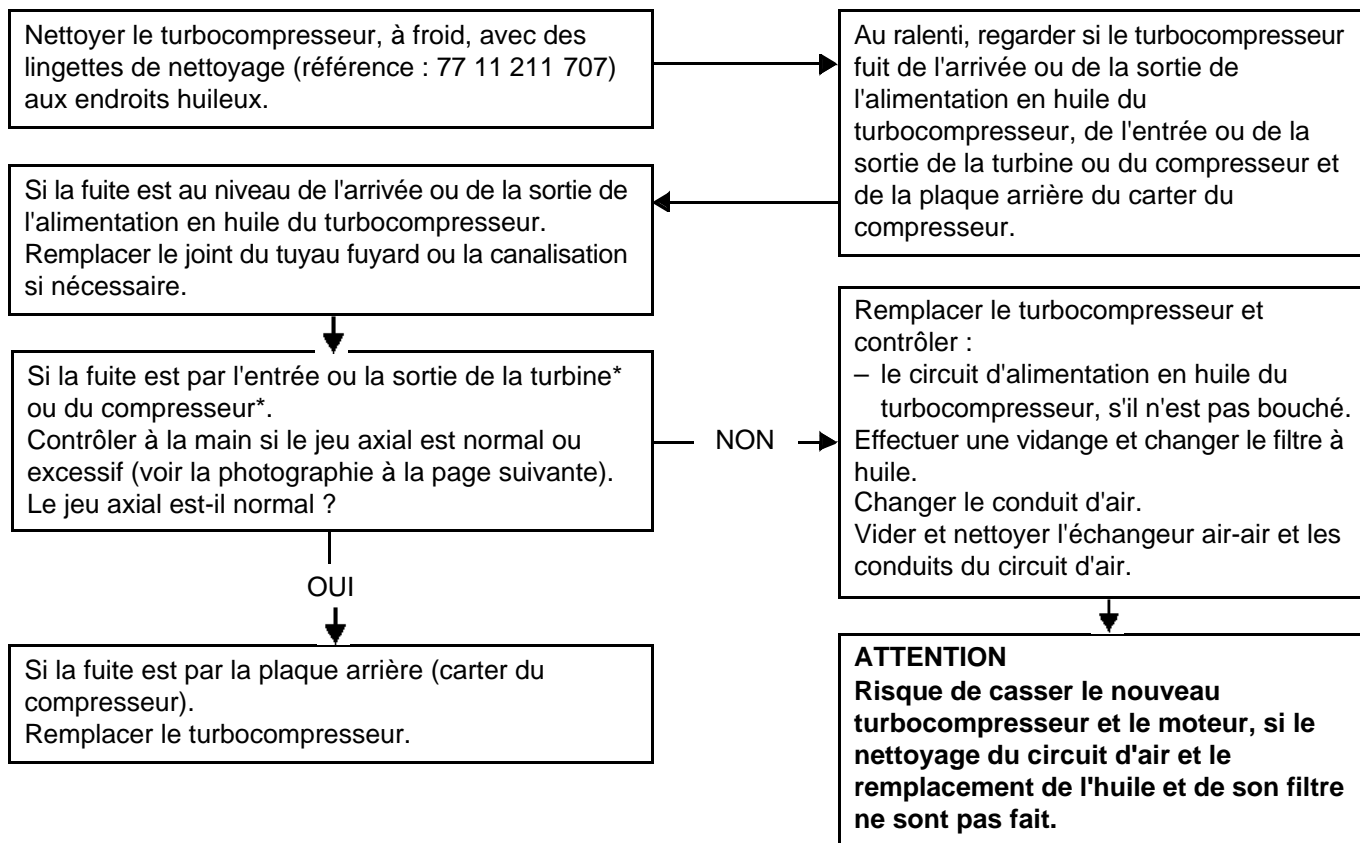 Nettoyer le turbocompresseur, à froid, avec des
lingettes de nettoyage (référence : 77 11 211 707)
aux endroits huileux.
Au ralenti, regarder si le turbocompresseur
fuit de l'arrivée ou de la sortie de
l'alimentation en huile du
turbocompresseur, de l'entrée ou de la
sortie de la turbine ou du compresseur et
de la plaque arrière du carter du
compresseur.
Si la fuite est au niveau de l'arrivée ou de la sortie de
l'alimentation en huile du turbocompresseur.
Remplacer le joint du tuyau fuyard ou la canalisation
si nécessaire.
Si la fuite est par l'entrée ou la sortie de la turbine*
ou du compresseur*.
Contrôler à la main si le jeu axial est normal ou
excessif (voir la photographie à la page suivante).
Le jeu axial est-il normal ?
NON
Remplacer le turbocompresseur et
contrôler :
– le circuit d'alimentation en huile du
turbocompresseur, s'il n'est pas bouché.
Effectuer une vidange et changer le filtre à
huile.
Changer le conduit d'air.
Vider et nettoyer l'échangeur air-air et les
conduits du circuit d'air.
OUI
Si la fuite est par la plaque arrière (carter du
compresseur).
Remplacer le turbocompresseur.
ATTENTION
Risque de casser le nouveau
turbocompresseur et le moteur, si le
nettoyage du circuit d'air et le
remplacement de l'huile et de son filtre
ne sont pas fait.